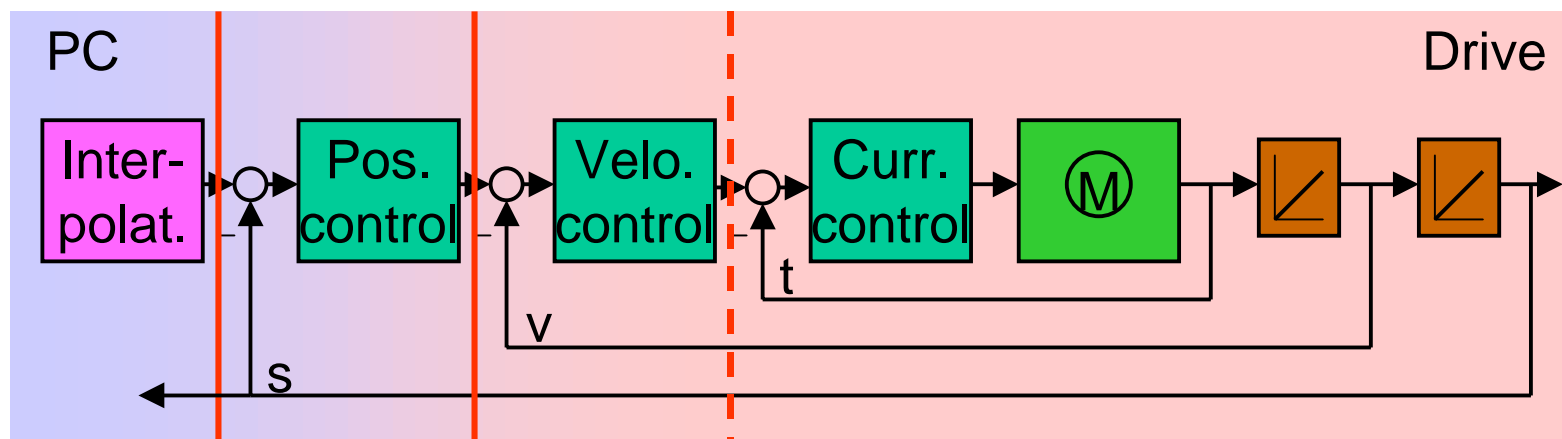 PC
Drive
Inter-
polat.
Pos.
control
Velo.
control
Curr.
control
M
t
v
s